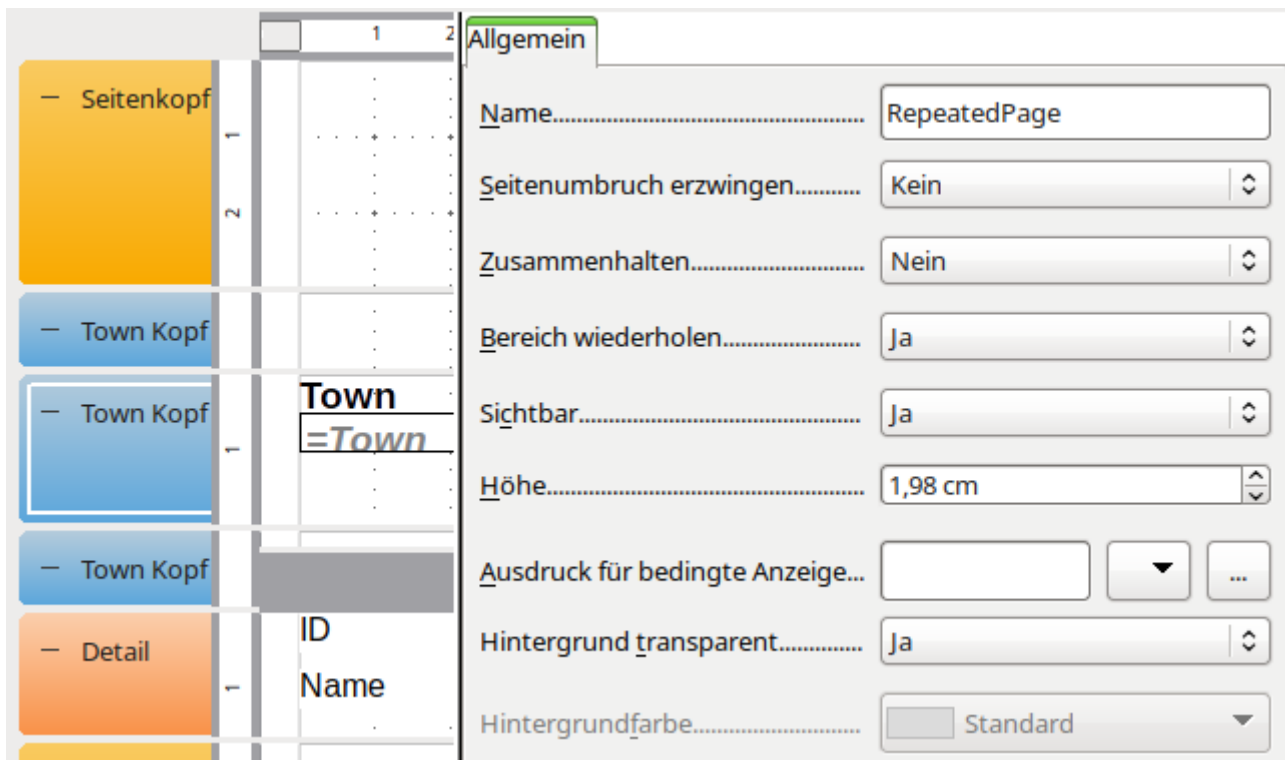 1 2
Seitenkopf
1
2
Town Kopf
Town Kopf
1
Town
=Town
Town Kopf
Detail
1
ID
Name
Allgemein
Name.................................................... RepeatedPage
Seitenumbruch erzwingen............ Kein
Zusammenhalten............................. Nein
Bereich wiederholen....................... Ja
Sichtbar............................................... Ja
Höhe..................................................... 1,98 cm
Ausdruck für bedingte Anzeige... ...
Hintergrund transparent.............. Ja
Hintergrundfarbe............................ Standard